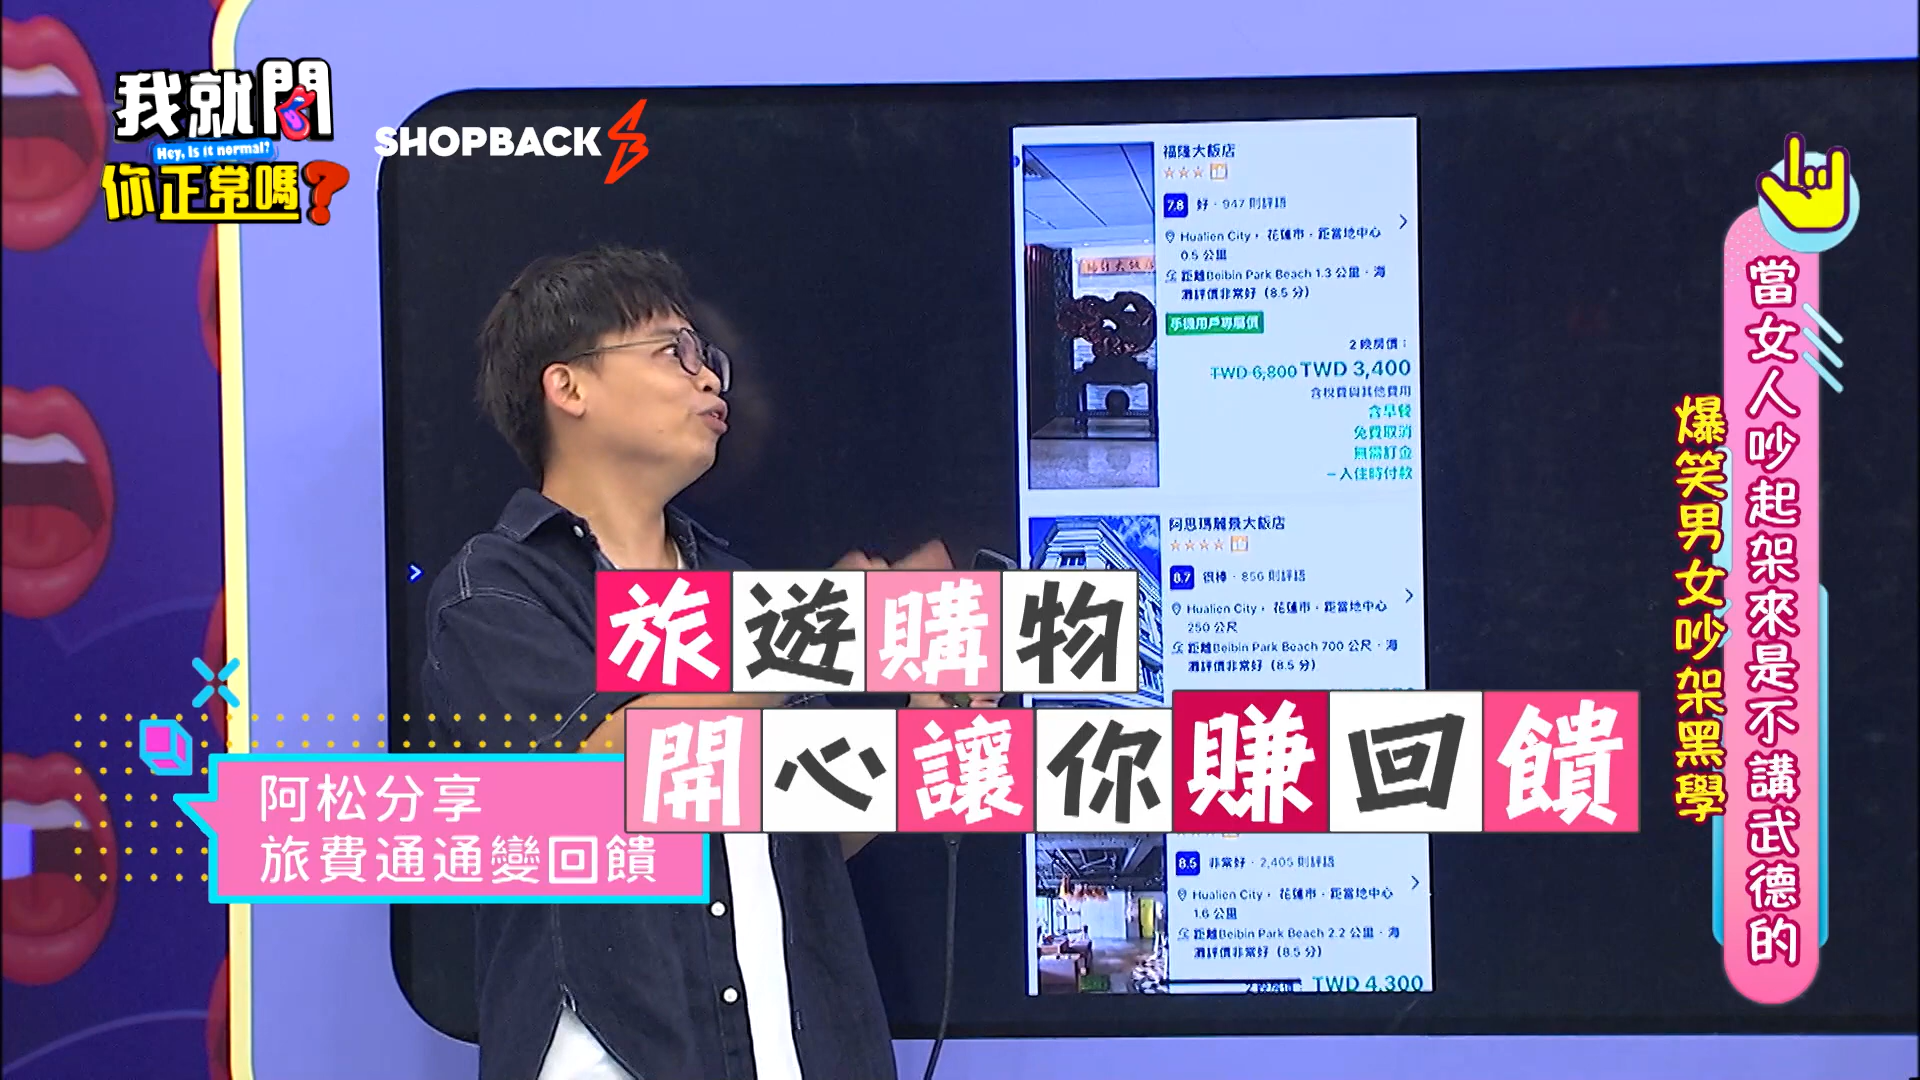 我就問
Hey, is it normal?
你正常嗎?
SHOPBACK
福隆大飯店
7.8 好·947 則評語
Hualien City, 花蓮市·距當地中心
0.5 公里
距離Beibin Park Beach 1.3 公里·海
灘評價非常好 (8.5 分)
手機用戶專屬價
2 晚房價:
TWD 6,800 TWD 3,400
含稅費與其他費用
含早餐
免費取消
無需訂金
–入住時付款
阿思瑪麗景大飯店
8.7 很棒·856 則評語
Hualien City, 花蓮市·距當地中心
250 公尺
距離Beibin Park Beach 700 公尺·海
灘評價非常好 (8.5 分)
8.5 非常好·2,405 則評語
Hualien City, 花蓮市·距當地中心
1.6 公里
距離Beibin Park Beach 2.2 公里·海
灘評價非常好 (8.5 分)
2 晚房價: TWD 4,300
旅遊購物
開心讓你賺回饋
阿松分享
旅費通通變回饋
當女人吵起架來是不講武德的
爆笑男女吵架黑學